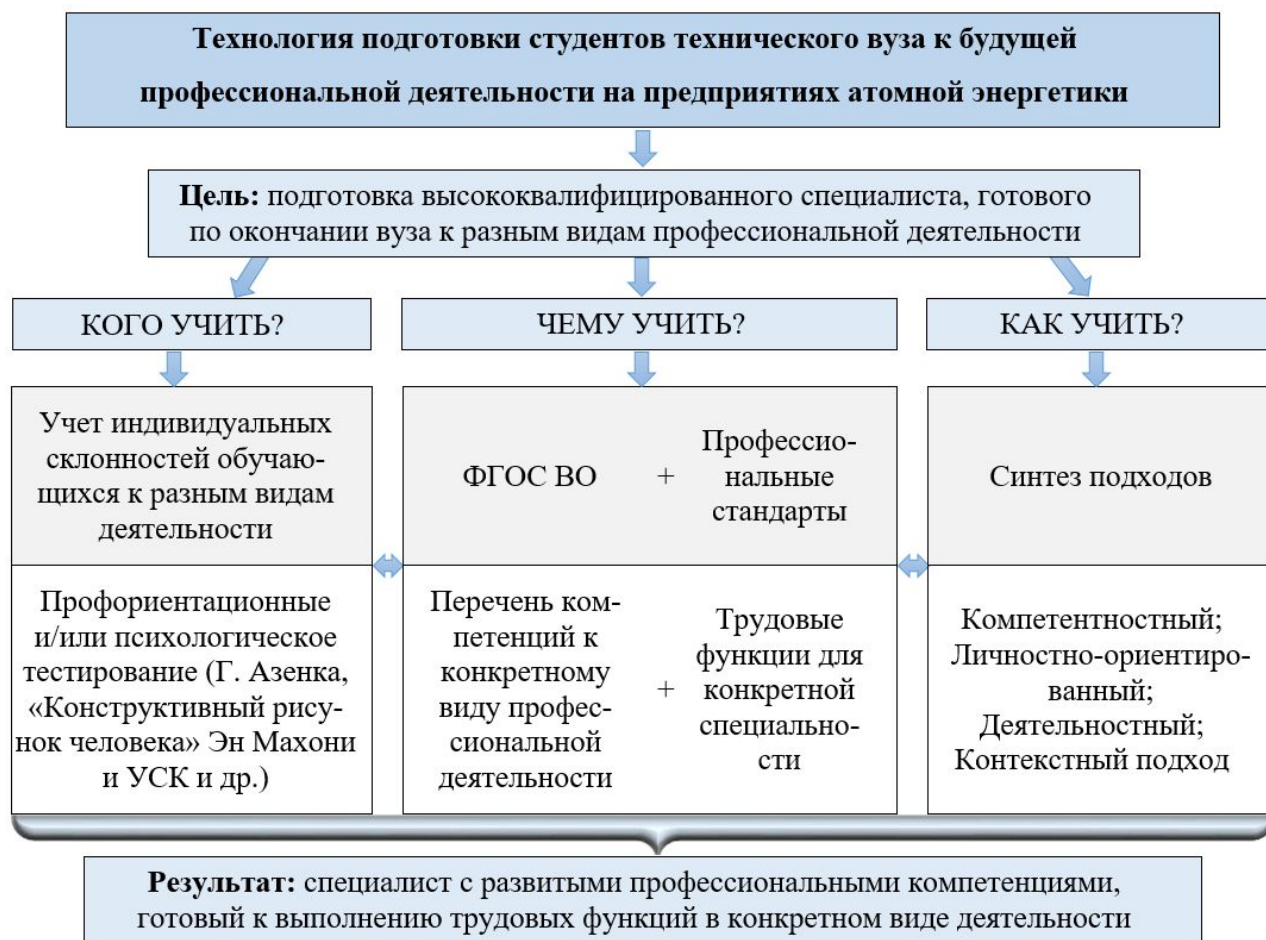 Технология подготовки студентов технического вуза к будущей
профессиональной деятельности на предприятиях атомной энергетики
Цель: подготовка высококвалифицированного специалиста, готового
по окончании вуза к разным видам профессиональной деятельности
КОГО УЧИТЬ?
ЧЕМУ УЧИТЬ?
КАК УЧИТЬ?
Учет индивидуальных
склонностей обучаю-
щихся к разным видам
деятельности
ФГОС ВО
+
Профессио-
нальные
стандарты
Синтез подходов
Профориентационные
и/или психологическое
тестирование (Г. Азенка,
«Конструктивный рису-
нок человека» Эн Махони
и УСК и др.)
Перечень ком-
петенций к
конкретному
виду профес-
сиональной
деятельности
+
Трудовые
функции для
конкретной
специально-
сти
Компетентностный;
Личностно-ориентиро-
ванный;
Деятельностный;
Контекстный подход
Результат: специалист с развитыми профессиональными компетенциями,
готовый к выполнению трудовых функций в конкретном виде деятельности